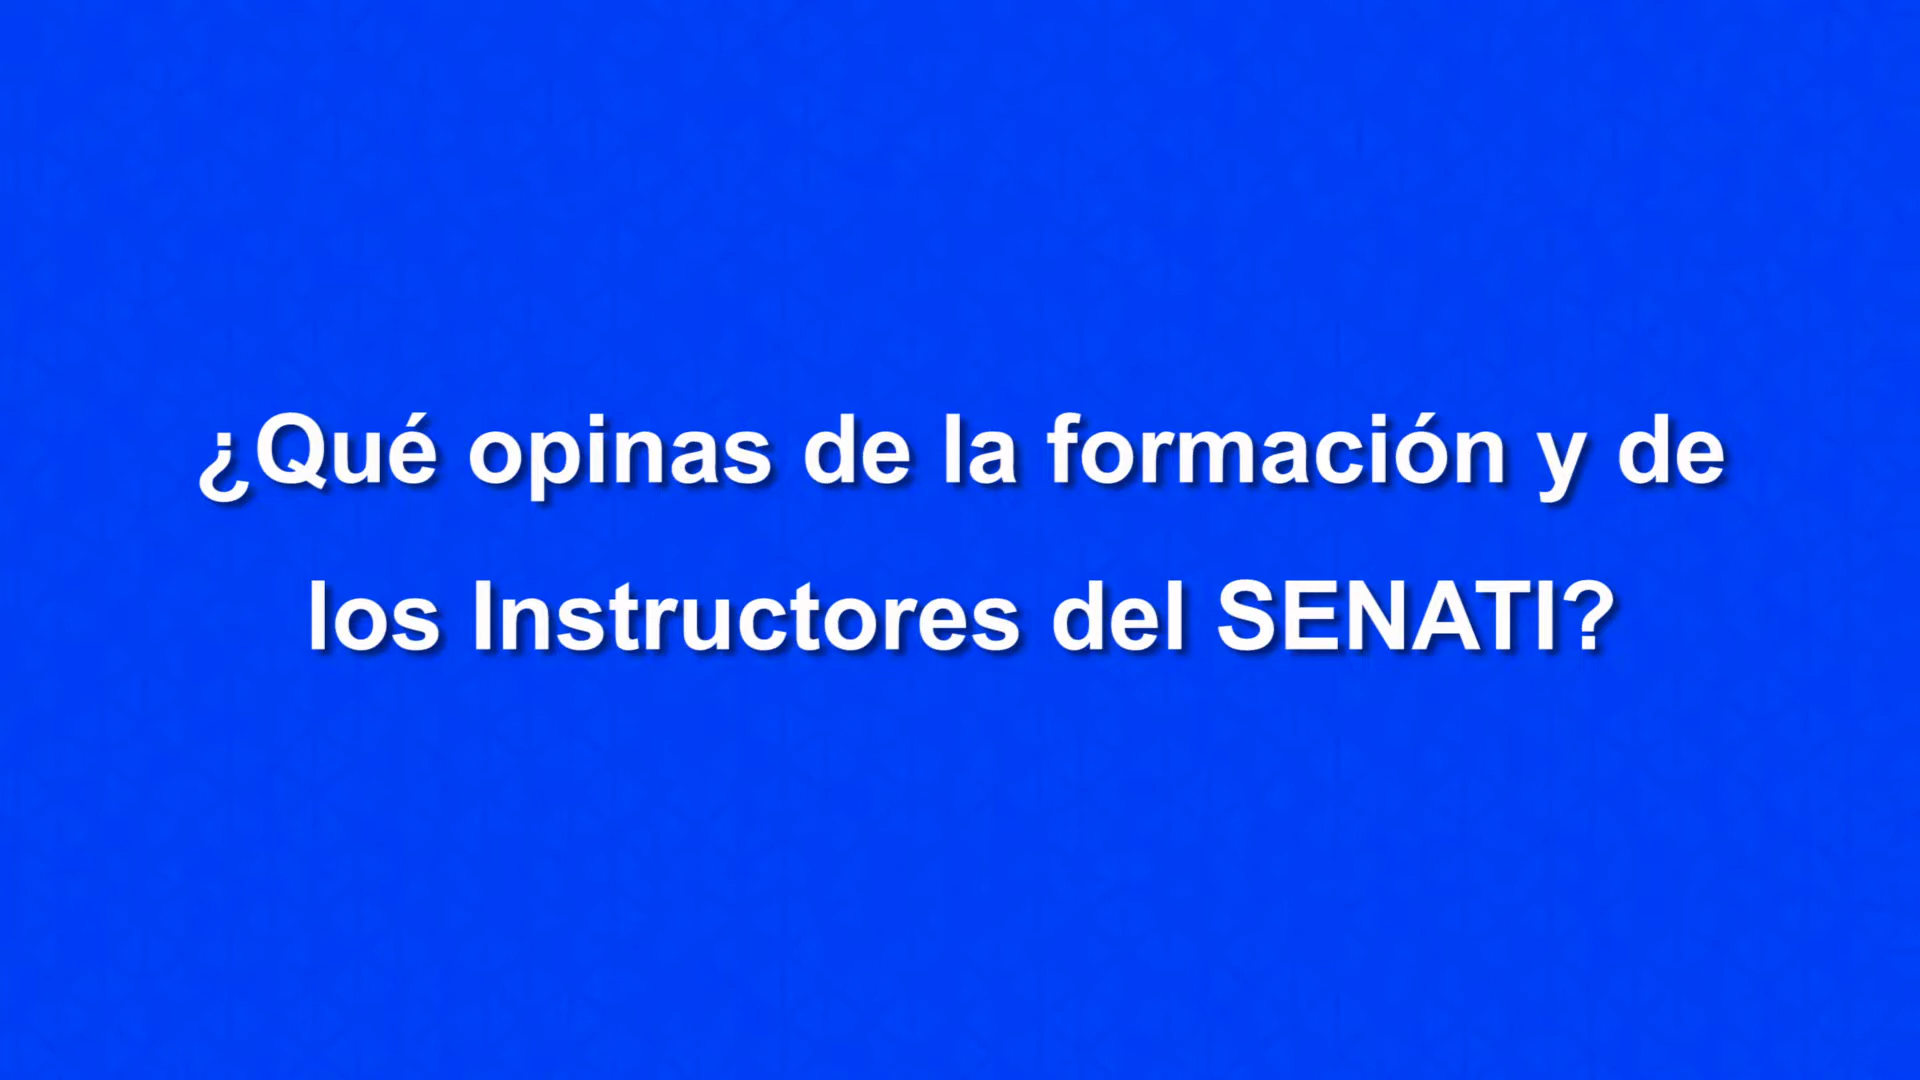 ¿Qué opinas de la formación y de
los Instructores del SENATI?